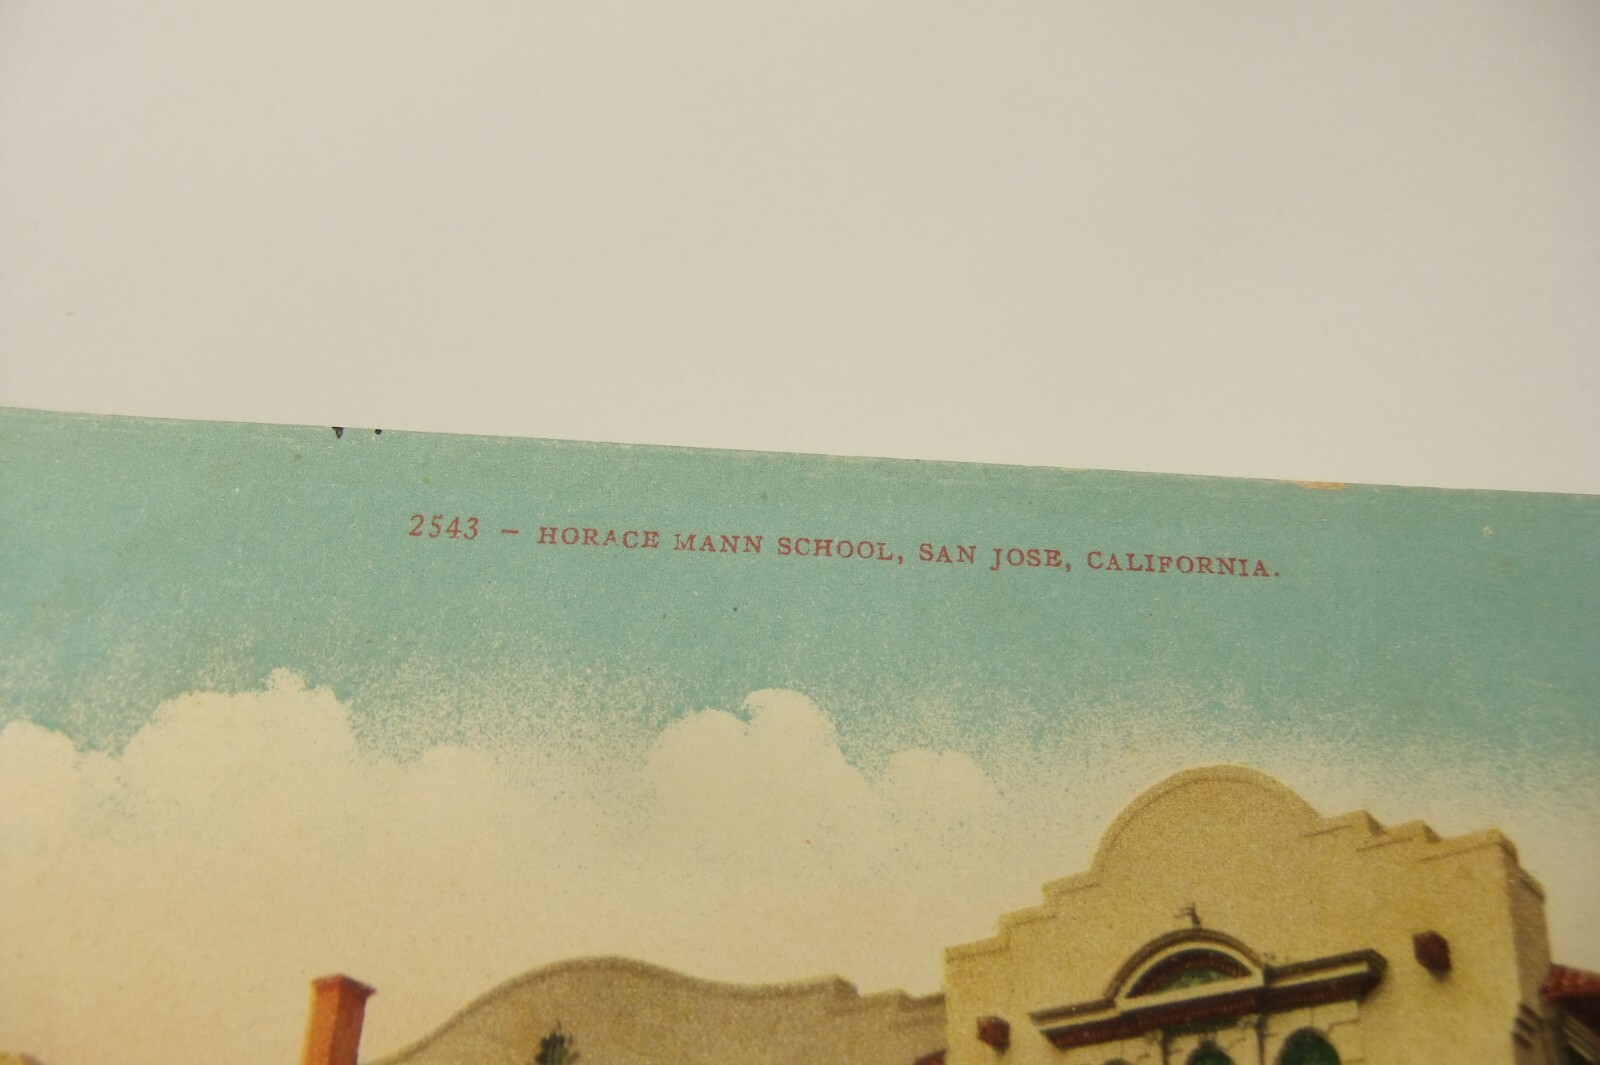 2543 – HORACE MANN SCHOOL, SAN JOSE, CALIFORNIA.